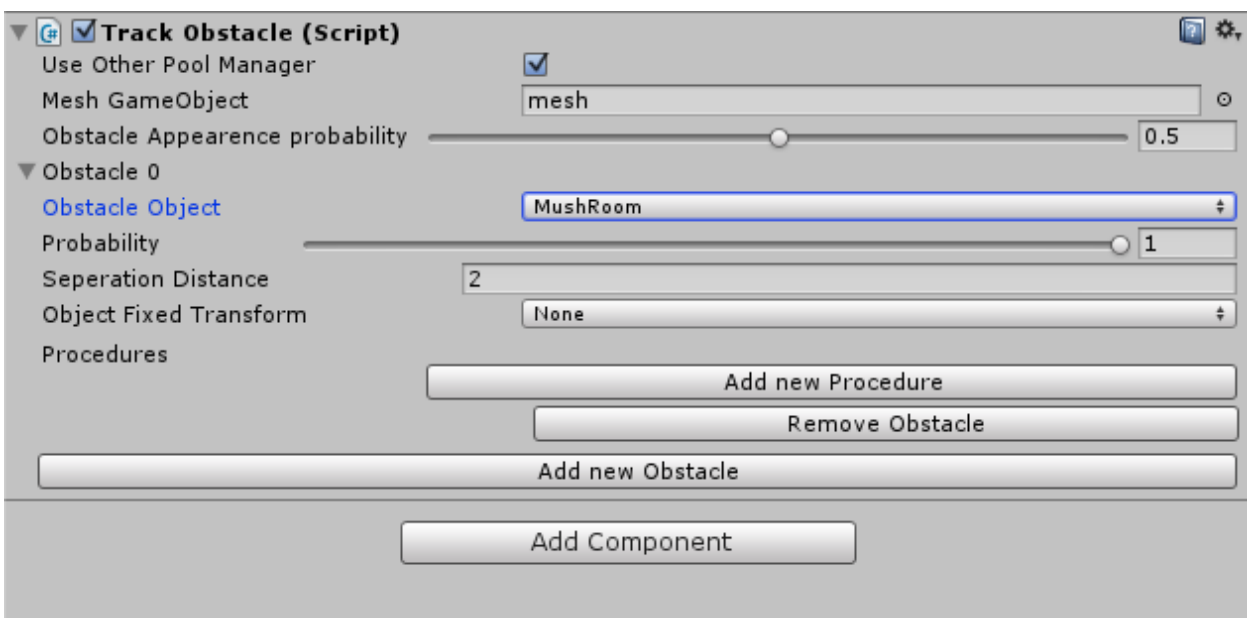 Track Obstacle (Script)
Use Other Pool Manager
Mesh GameObject mesh
Obstacle Appearence probability 0.5
Obstacle 0
Obstacle Object MushRoom
Probability 1
Seperation Distance 2
Object Fixed Transform None
Procedures
Add new Procedure
Remove Obstacle
Add new Obstacle
Add Component